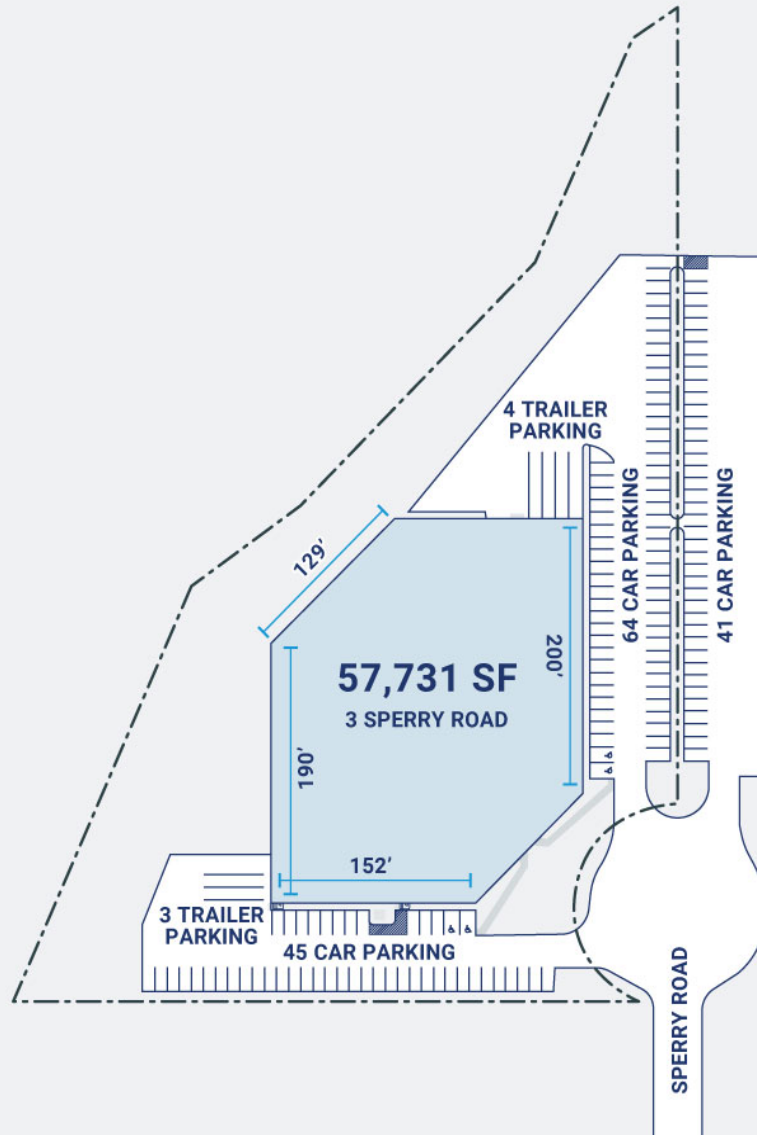 4 TRAILER
PARKING
64 CAR PARKING
41 CAR PARKING
129'
200'
57,731 SF
3 SPERRY ROAD
190'
152'
3 TRAILER
PARKING
45 CAR PARKING
SPERRY ROAD